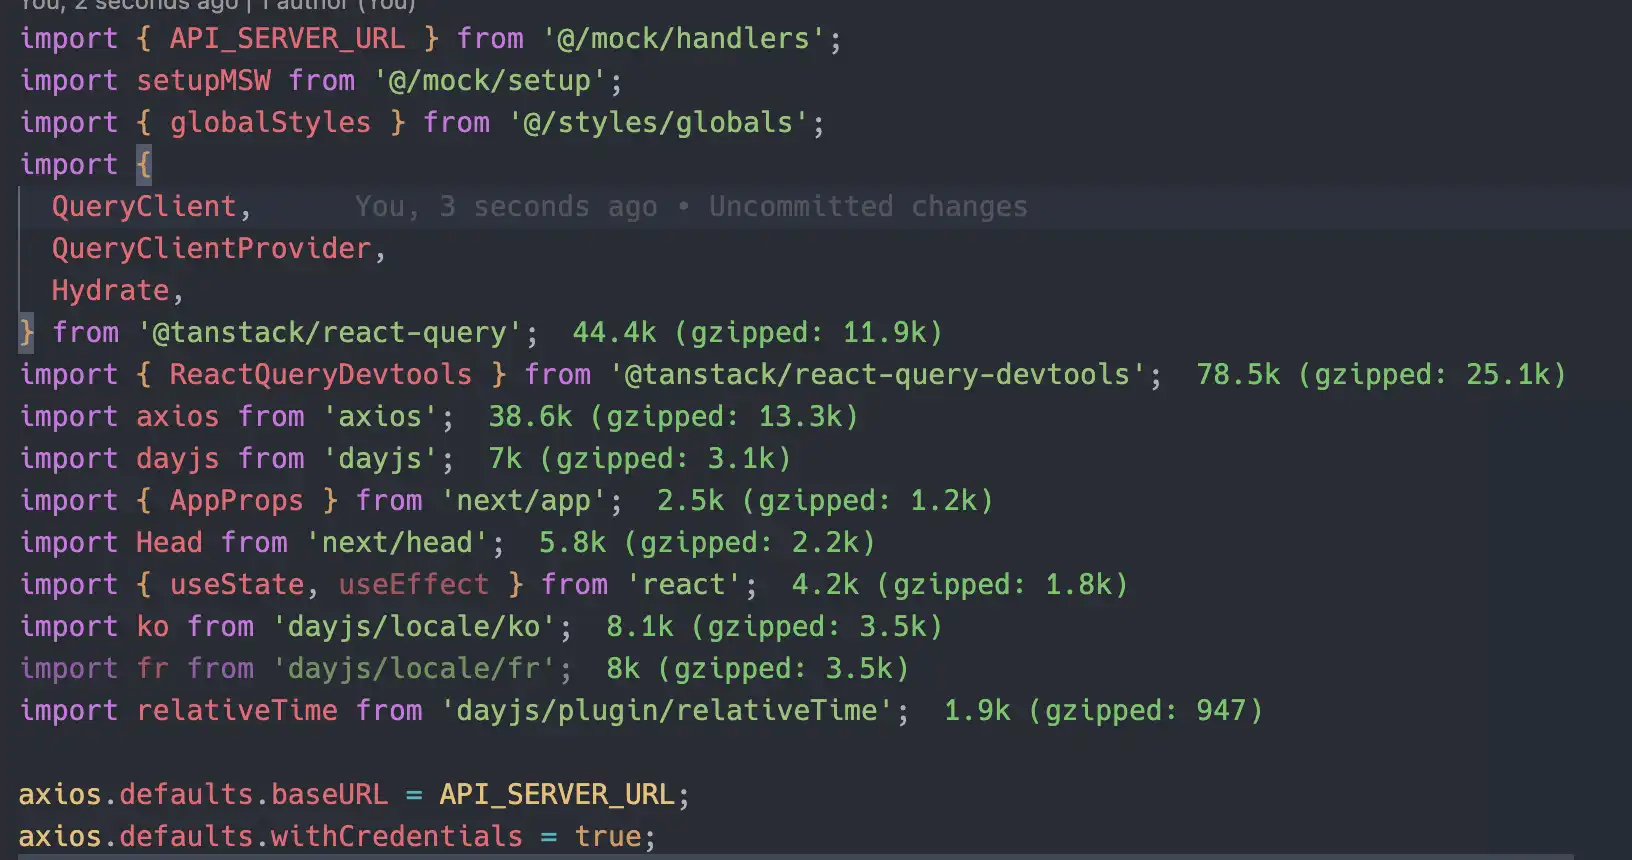 You, 2 seconds ago | 1 author (You)
import { API_SERVER_URL } from '@/mock/handlers';
import setupMSW from '@/mock/setup';
import { globalStyles } from '@/styles/globals';
import {
  QueryClient,      You, 3 seconds ago • Uncommitted changes
  QueryClientProvider,
  Hydrate,
} from '@tanstack/react-query';  44.4k (gzipped: 11.9k)
import { ReactQueryDevtools } from '@tanstack/react-query-devtools';  78.5k (gzipped: 25.1k)
import axios from 'axios';  38.6k (gzipped: 13.3k)
import dayjs from 'dayjs';  7k (gzipped: 3.1k)
import { AppProps } from 'next/app';  2.5k (gzipped: 1.2k)
import Head from 'next/head';  5.8k (gzipped: 2.2k)
import { useState, useEffect } from 'react';  4.2k (gzipped: 1.8k)
import ko from 'dayjs/locale/ko';  8.1k (gzipped: 3.5k)
import fr from 'dayjs/locale/fr';  8k (gzipped: 3.5k)
import relativeTime from 'dayjs/plugin/relativeTime';  1.9k (gzipped: 947)

axios.defaults.baseURL = API_SERVER_URL;
axios.defaults.withCredentials = true;